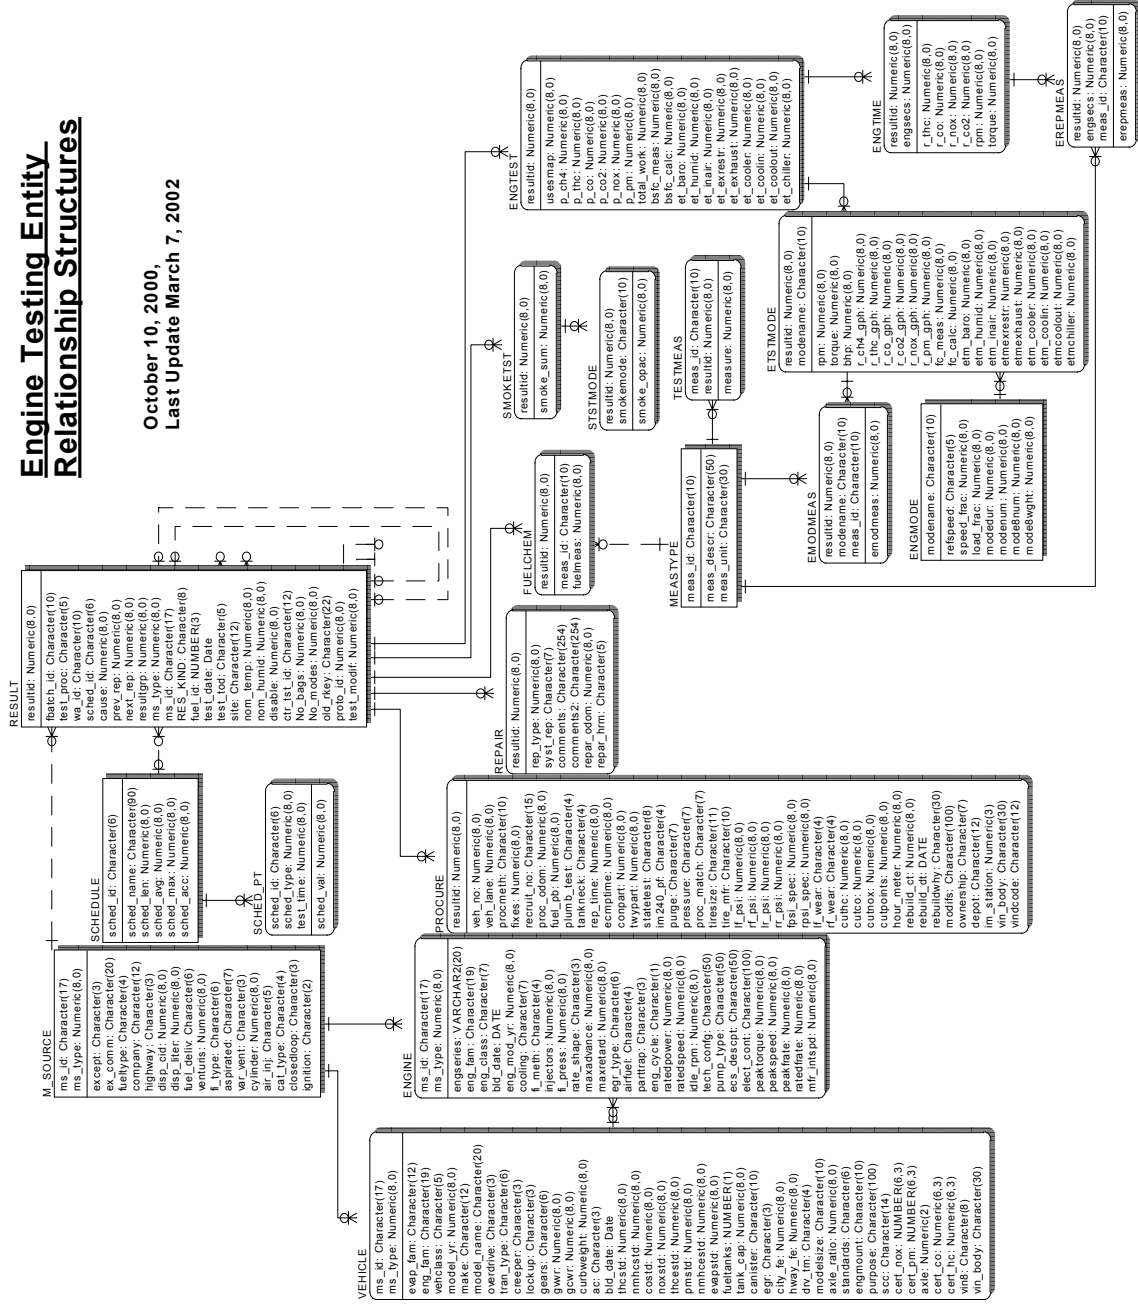 Engine Testing Entity
Relationship Structures
October 10, 2000,
Last Update March 7, 2002
RESULT
resultid: Numeric(8,0)
fbatch_id: Character(10)
test_proc: Character(5)
wa_id: Character(10)
sched_id: Character(6)
cause: Numeric(8,0)
prev_rep: Numeric(8,0)
next_rep: Numeric(8,0)
resultgrp: Numeric(8,0)
ms_type: Numeric(8,0)
ms_id: Character(17)
RES_KIND: Character(8)
fuel_id: NUMBER(3)
test_date: Date
test_tod: Character(5)
site: Character(12)
nom_temp: Numeric(8,0)
nom_humid: Numeric(8,0)
disable: Numeric(8,0)
ctr_tst_id: Character(12)
No_bags: Numeric(8,0)
No_modes: Numeric(8,0)
old_rkey: Character(22)
proto_id: Numeric(8,0)
test_modif: Numeric(8,0)
M_SOURCE
ms_id: Character(17)
ms_type: Numeric(8,0)
except: Character(3)
ex_comm: Character(20)
fueltype: Character(4)
company: Character(12)
highway: Character(3)
disp_cid: Numeric(8,0)
disp_liter: Numeric(8,0)
fuel_deliv: Character(6)
venturis: Numeric(8,0)
fi_type: Character(6)
aspirated: Character(7)
var_vent: Character(3)
cylinder: Numeric(8,0)
air_inj: Character(5)
cat_type: Character(4)
closedloop: Character(3)
ignition: Character(2)
SCHEDULE
sched_id: Character(6)
sched_name: Character(90)
sched_len: Numeric(8,0)
sched_avg: Numeric(8,0)
sched_max: Numeric(8,0)
sched_acc: Numeric(8,0)
SCHED_PT
sched_id: Character(6)
sched_type: Numeric(8,0)
test_time: Numeric(8,0)
sched_val: Numeric(8,0)
VEHICLE
ms_id: Character(17)
ms_type: Numeric(8,0)
evap_fam: Character(12)
eng_fam: Character(19)
vehclass: Character(5)
model_yr: Numeric(8,0)
make: Character(12)
model_name: Character(20)
overdrive: Character(3)
tran_type: Character(6)
creeper: Character(3)
lockup: Character(3)
gears: Character(6)
gvwr: Numeric(8,0)
gcwr: Numeric(8,0)
curbweight: Numeric(8,0)
ac: Character(3)
bld_date: Date
thcstd: Numeric(8,0)
nmhcstd: Numeric(8,0)
costd: Numeric(8,0)
noxstd: Numeric(8,0)
thcestd: Numeric(8,0)
pmstd: Numeric(8,0)
nmhcestd: Numeric(8,0)
evapstd: Numeric(8,0)
fueltanks: NUMBER(1)
tank_cap: Numeric(8,0)
canister: Character(10)
egr: Character(3)
city_fe: Numeric(8,0)
hway_fe: Numeric(8,0)
drv_trn: Character(4)
modelsize: Character(10)
axle_ratio: Numeric(8,0)
standards: Character(6)
engmount: Character(10)
purpose: Character(100)
scc: Character(14)
cert_nox: NUMBER(6,3)
cert_pm: NUMBER(6,3)
axle: Numeric(2)
cert_co: Numeric(6,3)
cert_hc: Numeric(6,3)
vin8: Character(8)
vin_body: Character(30)
ENGINE
ms_id: Character(17)
ms_type: Numeric(8,0)
engseries: VARCHAR2(20)
eng_fam: Character(19)
eng_class: Character(7)
bld_date: DATE
eng_mod_yr: Numeric(8,0)
cooling: Character(7)
fi_meth: Character(4)
injectors: Numeric(8,0)
fi_press: Numeric(8,0)
rate_shape: Character(3)
maxadvance: Numeric(8,0)
maxretard: Numeric(8,0)
egr_type: Character(6)
airfuel: Character(4)
parttrap: Character(3)
eng_cycle: Character(1)
ratedpower: Numeric(8,0)
ratedspeed: Numeric(8,0)
idle_rpm: Numeric(8,0)
tech_confg: Character(50)
pump_type: Character(50)
ecs_descpt: Character(50)
elect_cont: Character(100)
peaktorque: Numeric(8,0)
peakspeed: Numeric(8,0)
peakfrate: Numeric(8,0)
ratedfrate: Numeric(8,0)
mfr_intspd: Numeric(8,0)
PROCURE
resultid: Numeric(8,0)
veh_no: Numeric(8,0)
veh_lane: Numeric(8,0)
procmeth: Character(10)
fixes: Numeric(8,0)
recruit_no: Character(15)
proc_odom: Numeric(8,0)
fuel_pb: Numeric(8,0)
plumb_test: Character(4)
tankneck: Character(4)
rep_time: Numeric(8,0)
ecmptime: Numeric(8,0)
conpart: Numeric(8,0)
twypart: Numeric(8,0)
statetest: Character(8)
im240_pf: Character(4)
purge: Character(7)
pressure: Character(7)
proc_match: Character(7)
tiresize: Character(11)
tire_mfr: Character(10)
lf_psi: Numeric(8,0)
rf_psi: Numeric(8,0)
lr_psi: Numeric(8,0)
rr_psi: Numeric(8,0)
fpsi_spec: Numeric(8,0)
rpsi_spec: Numeric(8,0)
lf_wear: Character(4)
rf_wear: Character(4)
cuthc: Numeric(8,0)
cutco: Numeric(8,0)
cutnox: Numeric(8,0)
cutpoints: Numeric(8,0)
hour_meter: Numeric(8,0)
rebuild_ct: Numeric(8,0)
rebuild_dt: DATE
rebuildwhy: Character(30)
modifs: Character(100)
ownership: Character(7)
depot: Character(12)
im_station: Numeric(3)
vin_body: Character(30)
vindcode: Character(12)
REPAIR
resultid: Numeric(8,0)
rep_type: Numeric(8,0)
syst_rep: Character(7)
comments: Character(254)
comments2: Character(254)
repar_odom: Numeric(8,0)
repar_hrm: Character(5)
FUELCHEM
resultid: Numeric(8,0)
meas_id: Character(10)
fuelmeas: Numeric(8,0)
SMOKETST
resultid: Numeric(8,0)
smoke_sum: Numeric(8,0)
STSTMODE
resultid: Numeric(8,0)
smokemode: Character(10)
smoke_opac: Numeric(8,0)
MEASTYPE
meas_id: Character(10)
meas_descr: Character(50)
meas_unit: Character(30)
TESTMEAS
meas_id: Character(10)
resultid: Numeric(8,0)
measure: Numeric(8,0)
EMODMEAS
resultid: Numeric(8,0)
modename: Character(10)
meas_id: Character(10)
emodmeas: Numeric(8,0)
ENGMODE
modename: Character(10)
refspeed: Character(5)
speed_frac: Numeric(8,0)
load_frac: Numeric(8,0)
modedur: Numeric(8,0)
modenum: Numeric(8,0)
mode8num: Numeric(8,0)
mode8wght: Numeric(8,0)
ENGTEST
resultid: Numeric(8,0)
usesmap: Numeric(8,0)
p_ch4: Numeric(8,0)
p_thc: Numeric(8,0)
p_co: Numeric(8,0)
p_co2: Numeric(8,0)
p_nox: Numeric(8,0)
p_pm: Numeric(8,0)
total_work: Numeric(8,0)
bsfc_meas: Numeric(8,0)
bsfc_calc: Numeric(8,0)
et_baro: Numeric(8,0)
et_humid: Numeric(8,0)
et_inair: Numeric(8,0)
et_exrestr: Numeric(8,0)
et_exhaust: Numeric(8,0)
et_cooler: Numeric(8,0)
et_coolin: Numeric(8,0)
et_coolout: Numeric(8,0)
et_chiller: Numeric(8,0)
ETSTMODE
resultid: Numeric(8,0)
modename: Character(10)
rpm: Numeric(8,0)
torque: Numeric(8,0)
bhp: Numeric(8,0)
r_ch4_gph: Numeric(8,0)
r_thc_gph: Numeric(8,0)
r_co_gph: Numeric(8,0)
r_co2_gph: Numeric(8,0)
r_nox_gph: Numeric(8,0)
r_pm_gph: Numeric(8,0)
fc_meas: Numeric(8,0)
fc_calc: Numeric(8,0)
etm_baro: Numeric(8,0)
etm_humid: Numeric(8,0)
etm_inair: Numeric(8,0)
etmexrestr: Numeric(8,0)
etmexhaust: Numeric(8,0)
etm_cooler: Numeric(8,0)
etm_coolin: Numeric(8,0)
etmcoolout: Numeric(8,0)
etmchiller: Numeric(8,0)
ENGTIME
resultid: Numeric(8,0)
engsecs: Numeric(8,0)
r_thc: Numeric(8,0)
r_co: Numeric(8,0)
r_nox: Numeric(8,0)
r_co2: Numeric(8,0)
rpm: Numeric(8,0)
torque: Numeric(8,0)
EREPMEAS
resultid: Numeric(8,0)
engsecs: Numeric(8,0)
meas_id: Character(10)
erepmeas: Numeric(8,0)